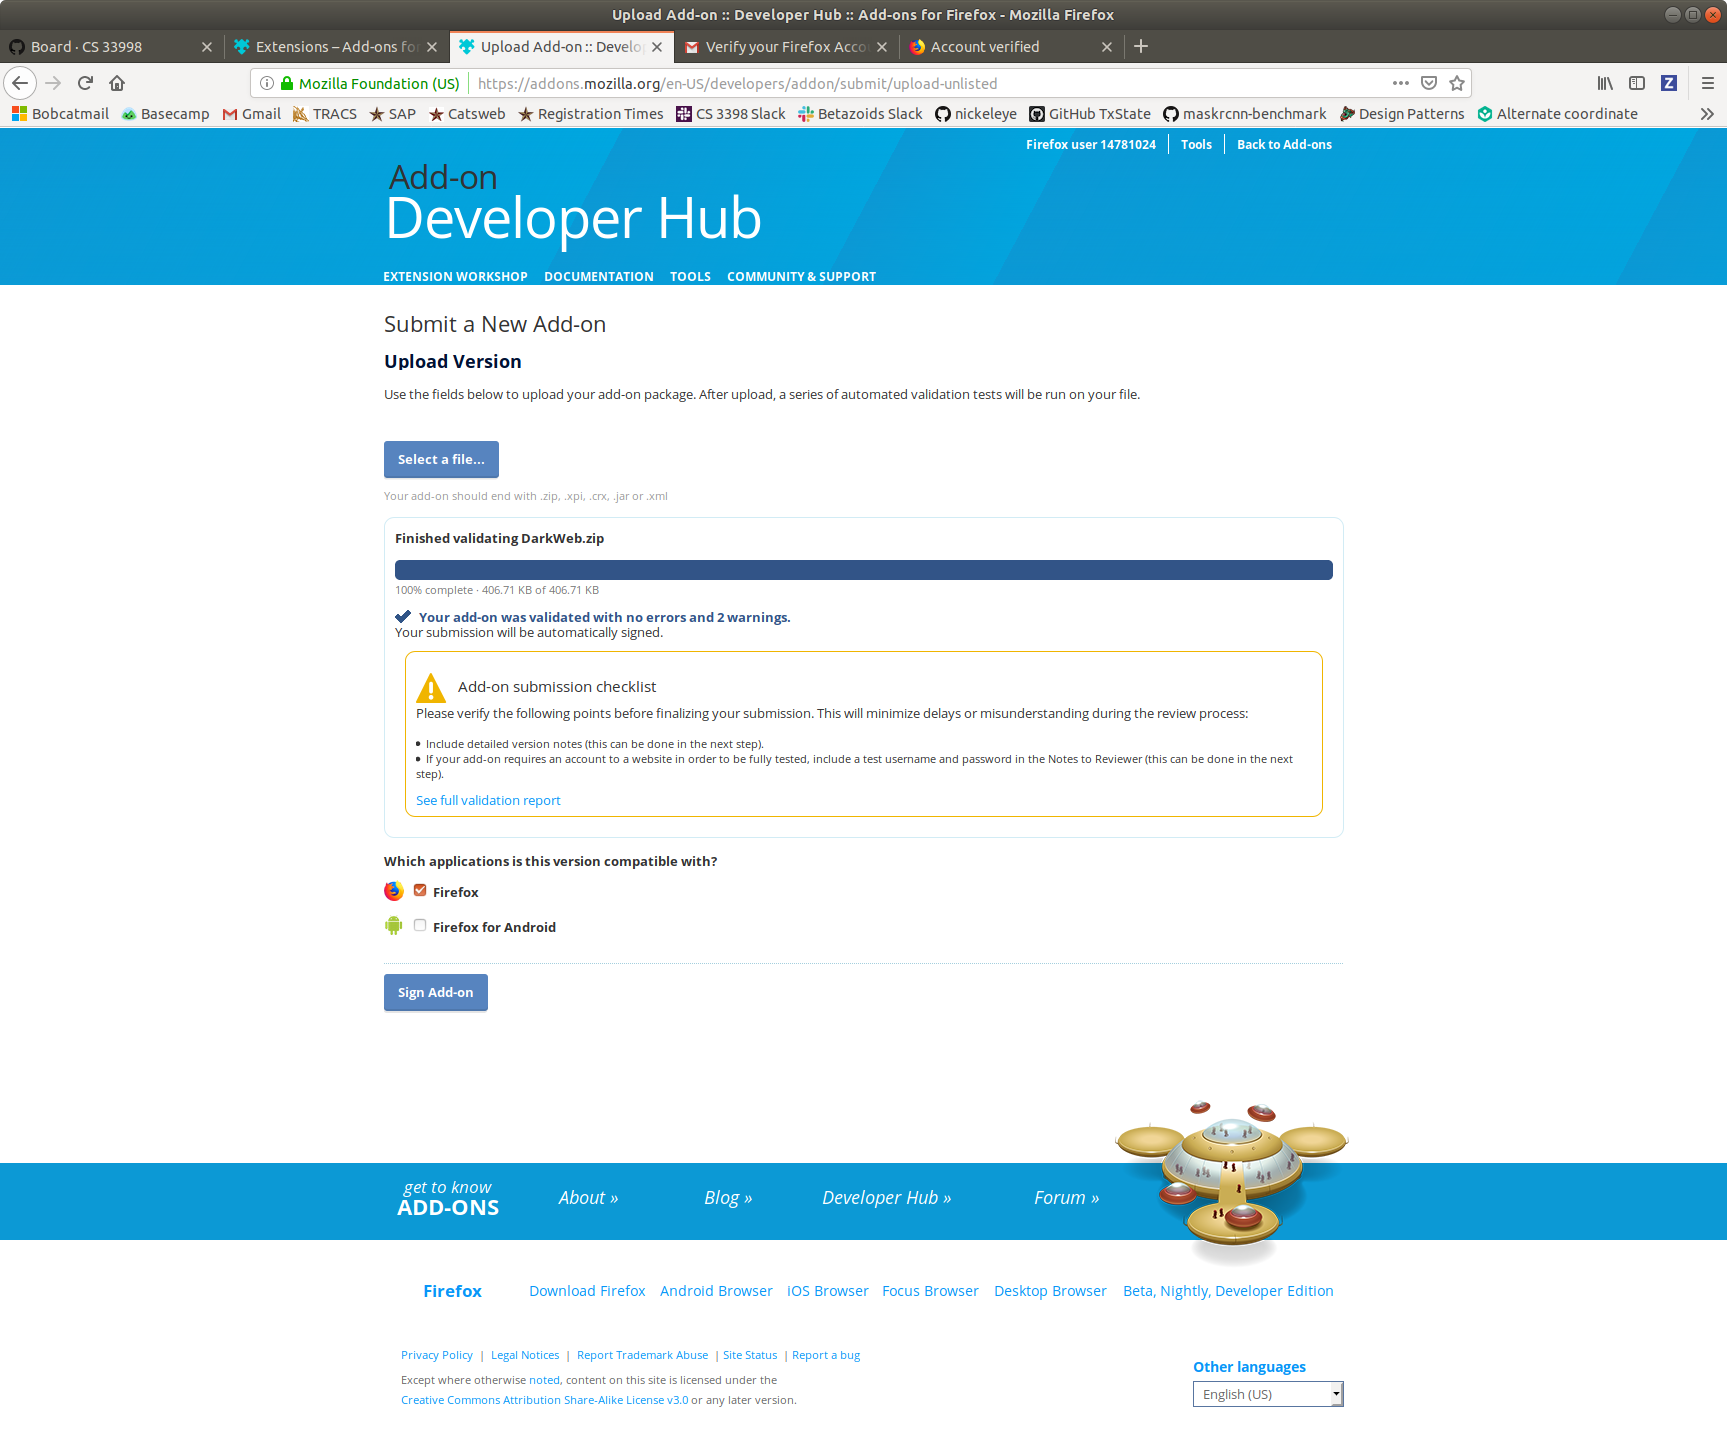 Upload Add-on :: Developer Hub :: Add-ons for Firefox - Mozilla Firefox
Board · CS 33998
Extensions – Add-ons for
Upload Add-on :: Develop
Verify your Firefox Acco
Account verified
Mozilla Foundation (US)
https://addons.mozilla.org/en-US/developers/addon/submit/upload-unlisted
Bobcatmail
Basecamp
Gmail
TRACS
SAP
Catsweb
Registration Times
CS 3398 Slack
Betazoids Slack
nickeleye
GitHub TxState
maskrcnn-benchmark
Design Patterns
Alternate coordinate
Firefox user 14781024
Tools
Back to Add-ons
Add-on
Developer Hub
EXTENSION WORKSHOP
DOCUMENTATION
TOOLS
COMMUNITY & SUPPORT
Submit a New Add-on
Upload Version
Use the fields below to upload your add-on package. After upload, a series of automated validation tests will be run on your file.
Select a file...
Your add-on should end with .zip, .xpi, .crx, .jar or .xml
Finished validating DarkWeb.zip
100% complete · 406.71 KB of 406.71 KB
Your add-on was validated with no errors and 2 warnings.
Your submission will be automatically signed.
Add-on submission checklist
Please verify the following points before finalizing your submission. This will minimize delays or misunderstanding during the review process:
• Include detailed version notes (this can be done in the next step).
• If your add-on requires an account to a website in order to be fully tested, include a test username and password in the Notes to Reviewer (this can be done in the next
step).
See full validation report
Which applications is this version compatible with?
Firefox
Firefox for Android
Sign Add-on
get to know
ADD-ONS
About »
Blog »
Developer Hub »
Forum »
Firefox
Download Firefox
Android Browser
iOS Browser
Focus Browser
Desktop Browser
Beta, Nightly, Developer Edition
Privacy Policy | Legal Notices | Report Trademark Abuse | Site Status | Report a bug
Except where otherwise noted, content on this site is licensed under the
Creative Commons Attribution Share-Alike License v3.0 or any later version.
Other languages
English (US)